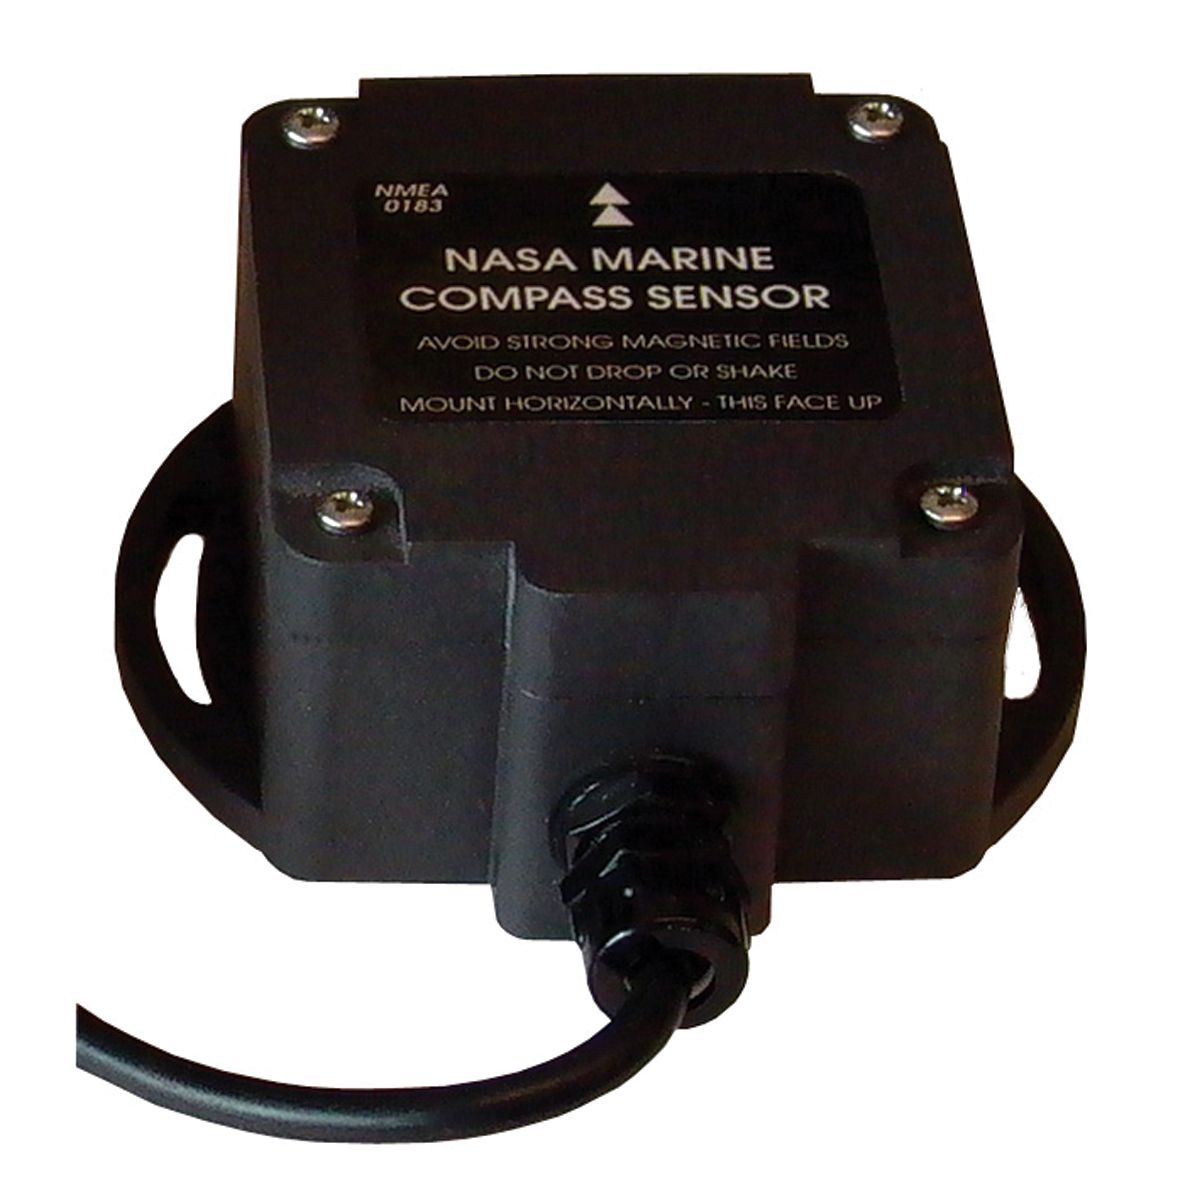 NMEA
0183
NASA MARINE
COMPASS SENSOR
AVOID STRONG MAGNETIC FIELDS
DO NOT DROP OR SHAKE
MOUNT HORIZONTALLY - THIS FACE UP